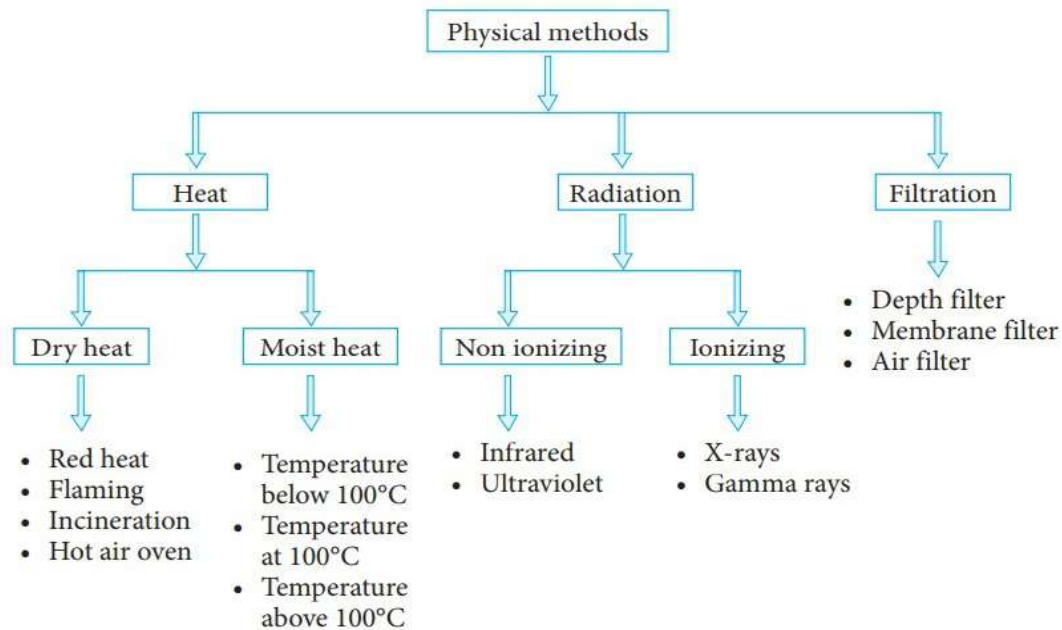 Physical methods
Heat
Radiation
Filtration
Dry heat
Moist heat
Non ionizing
Ionizing
• Depth filter
• Membrane filter
• Air filter
• Red heat
• Flaming
• Incineration
• Hot air oven
• Temperature
below 100°C
• Temperature
at 100°C
• Temperature
above 100°C
• Infrared
• Ultraviolet
• X-rays
• Gamma rays